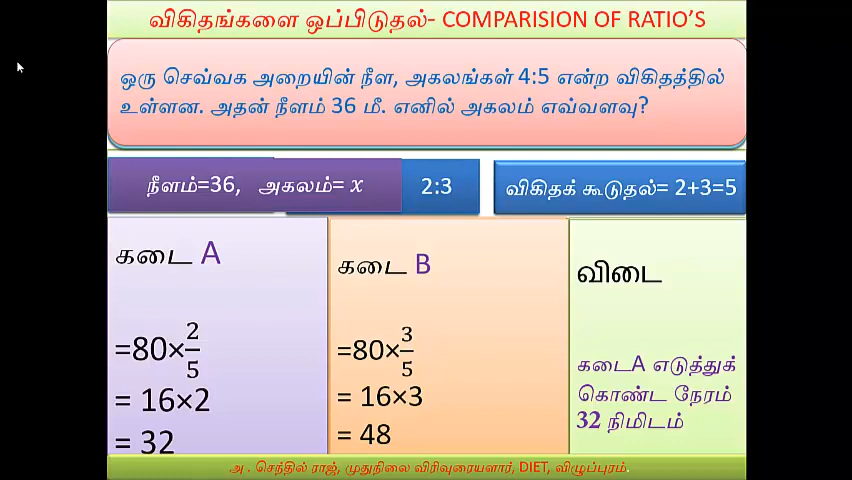 விகிதங்களை ஒப்பிடுதல்- COMPARISION OF RATIO'S
ஒரு செவ்வக அறையின் நீள, அகலங்கள் 4:5 என்ற விகிதத்தில்
உள்ளன. அதன் நீளம் 36 மீ. எனில் அகலம் எவ்வளவு?
நீளம்=36, அகலம்= x
2:3
விகிதக் கூடுதல்= 2+3=5
கடை A
=80×2/5
= 16×2
= 32
கடை B
=80×3/5
= 16×3
= 48
விடை
கடைA எடுத்துக்
கொண்ட நேரம்
32 நிமிடம்
அ . செந்தில் ராஜ், முதுநிலை விரிவுரையளார், DIET, விழுப்புரம்.